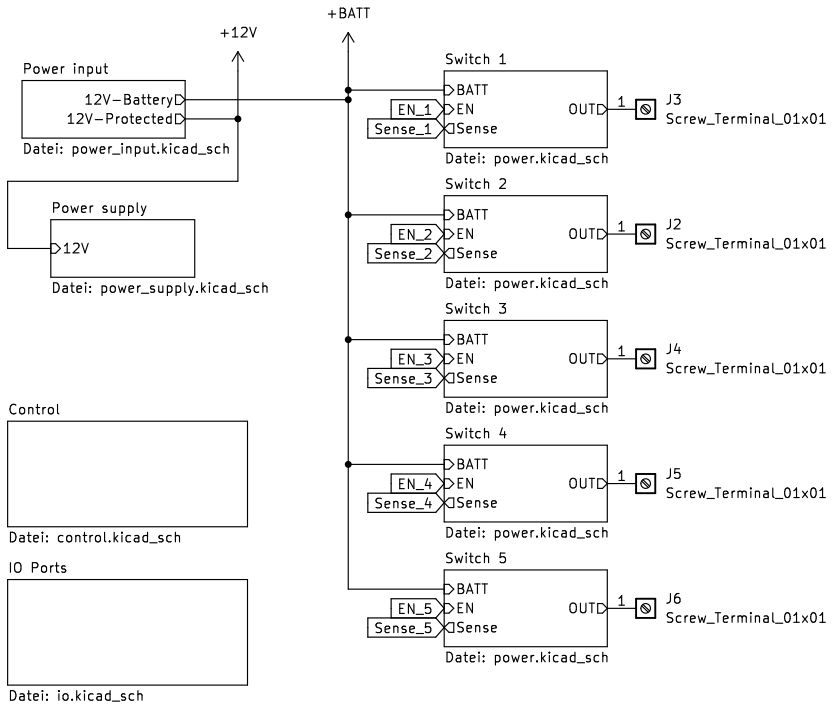 +BATT
+12V
Power input
12V-Battery
12V-Protected
Datei: power_input.kicad_sch
Power supply
12V
Datei: power_supply.kicad_sch
Control
Datei: control.kicad_sch
IO Ports
Datei: io.kicad_sch
Switch 1
BATT
EN_1
EN
OUT
1
J3
Screw_Terminal_01x01
Sense_1
Sense
Datei: power.kicad_sch
Switch 2
BATT
EN_2
EN
OUT
1
J2
Screw_Terminal_01x01
Sense_2
Sense
Datei: power.kicad_sch
Switch 3
BATT
EN_3
EN
OUT
1
J4
Screw_Terminal_01x01
Sense_3
Sense
Datei: power.kicad_sch
Switch 4
BATT
EN_4
EN
OUT
1
J5
Screw_Terminal_01x01
Sense_4
Sense
Datei: power.kicad_sch
Switch 5
BATT
EN_5
EN
OUT
1
J6
Screw_Terminal_01x01
Sense_5
Sense
Datei: power.kicad_sch